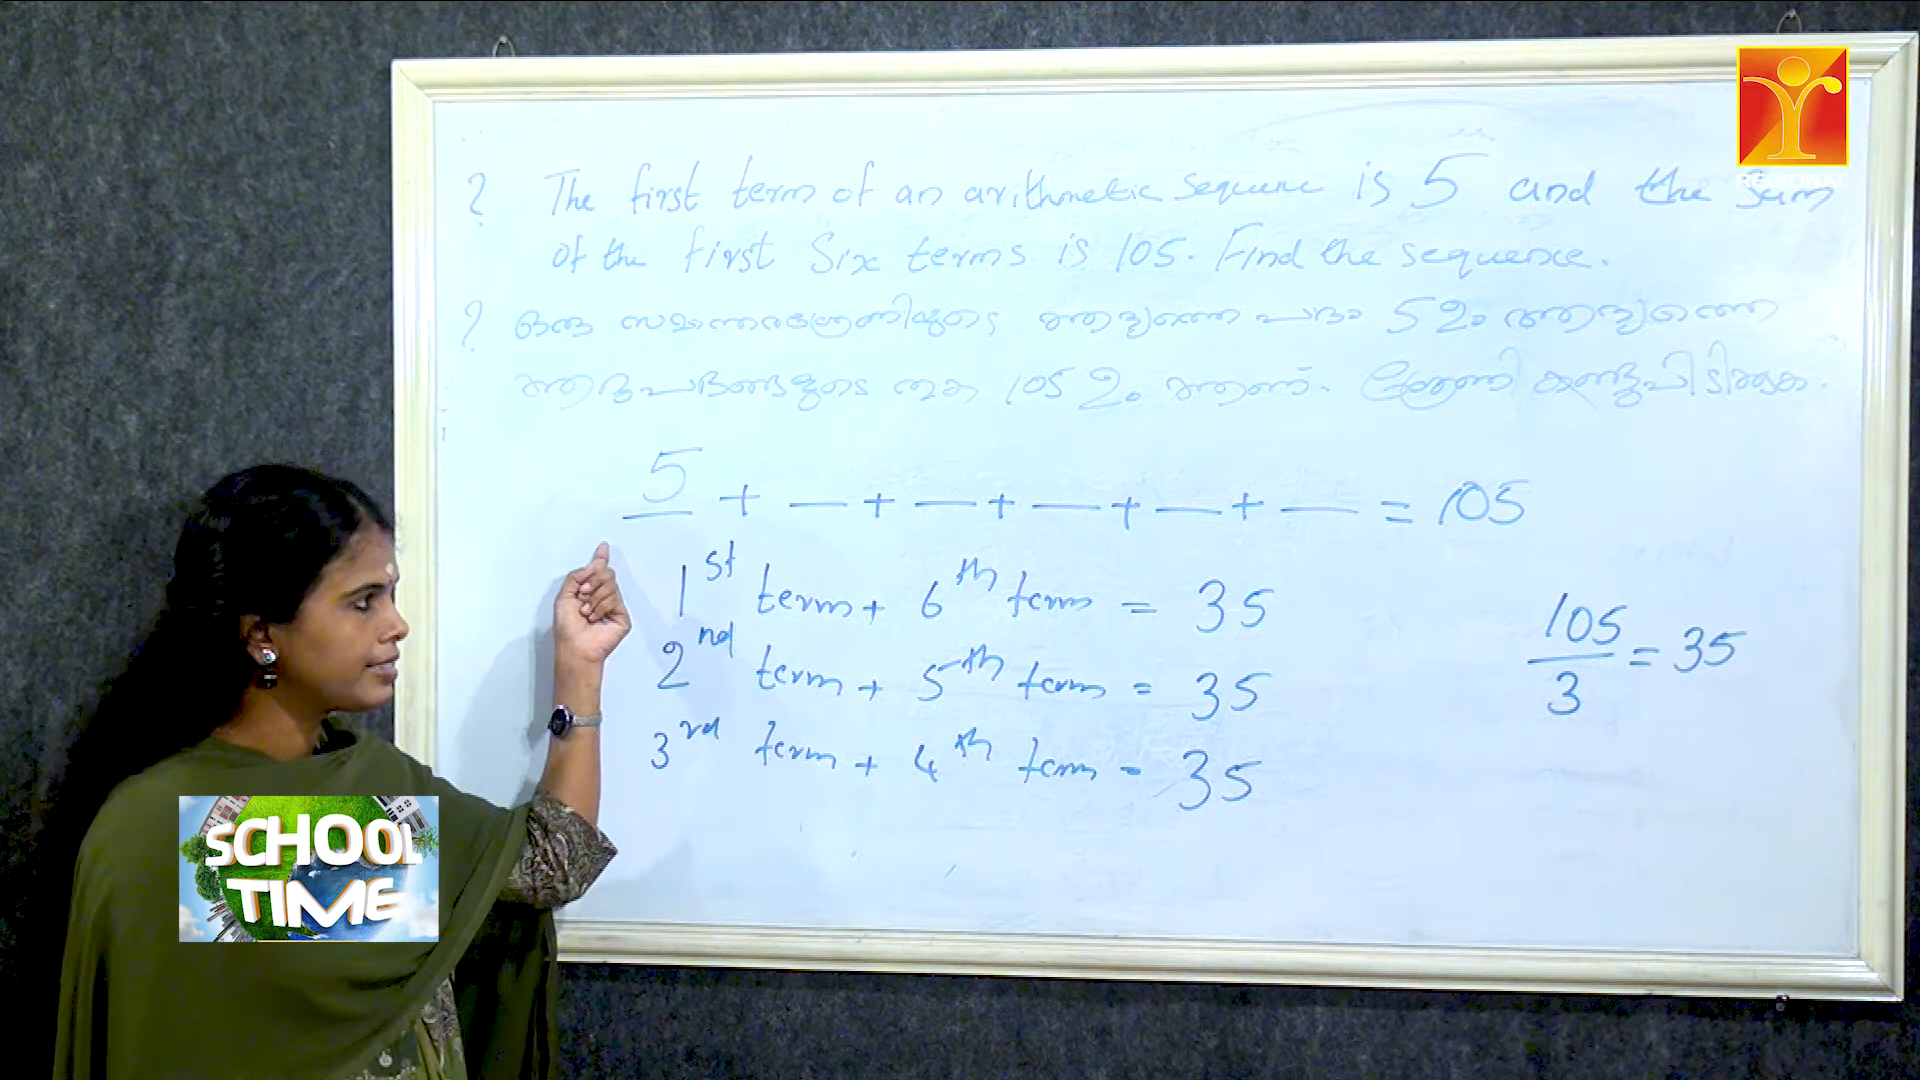 ? The first term of an arithmetic sequence is 5 and the sum
of the first Six terms is 105. Find the sequence.
? ഒരു സമാന്തരശ്രേണിയുടെ ആദ്യത്തെ പദം 5 ഉം ആദ്യത്തെ
ആറുപദങ്ങളുടെ തുക 105 ഉം ആണ്. ശ്രേണി കണ്ടുപിടിക്കുക.
5 + — + — + — + — + — = 105
1st term + 6th term = 35
2nd term + 5th term = 35
3rd term + 4th term = 35
105/3 = 35
SCHOOL
TIME